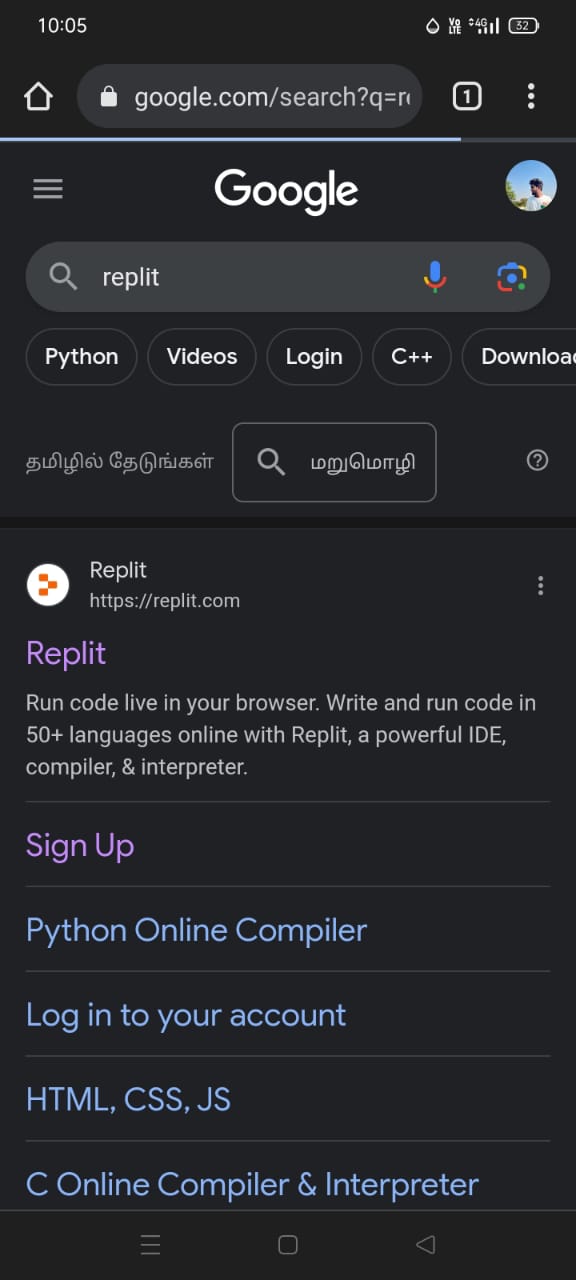 10:05
Vo LTE 4G 32
google.com/search?q=re
1
Google
replit
Python Videos Login C++ Download
தமிழில் தேடுங்கள் மறுமொழி
Replit
https://replit.com
Replit
Run code live in your browser. Write and run code in
50+ languages online with Replit, a powerful IDE,
compiler, & interpreter.
Sign Up
Python Online Compiler
Log in to your account
HTML, CSS, JS
C Online Compiler & Interpreter